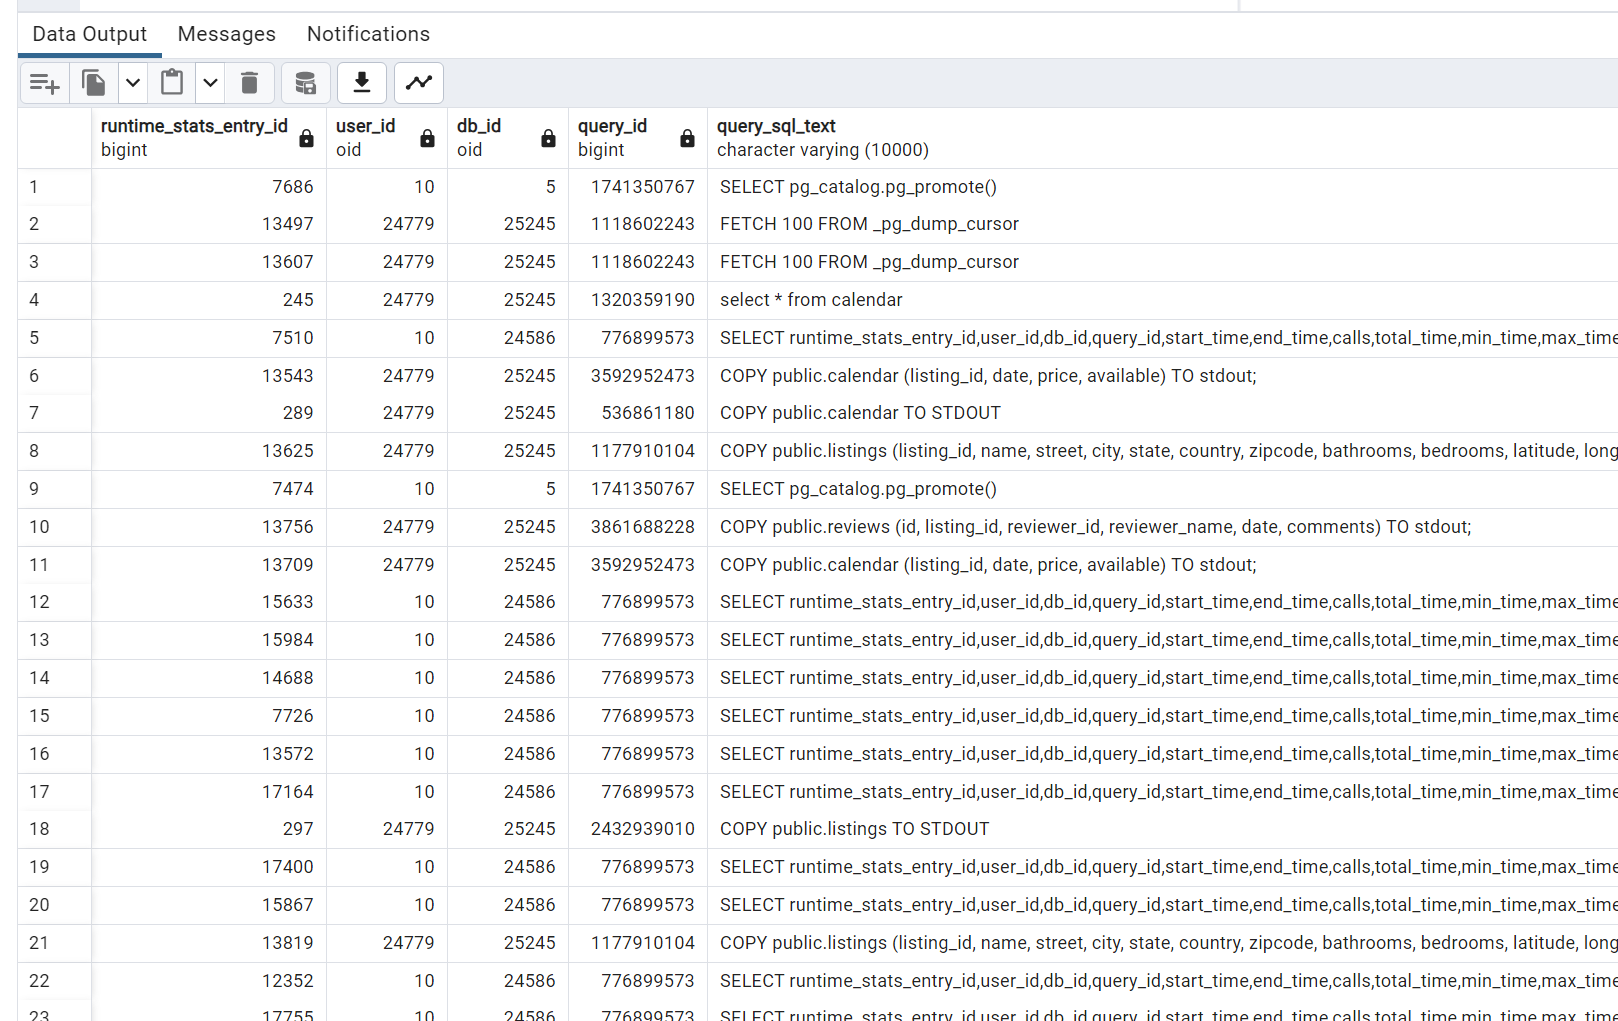 Data Output Messages Notifications
runtime_stats_entry_id user_id db_id query_id query_sql_text
bigint oid oid bigint character varying (10000)
1 7686 10 5 1741350767 SELECT pg_catalog.pg_promote()
2 13497 24779 25245 1118602243 FETCH 100 FROM _pg_dump_cursor
3 13607 24779 25245 1118602243 FETCH 100 FROM _pg_dump_cursor
4 245 24779 25245 1320359190 select * from calendar
5 7510 10 24586 776899573 SELECT runtime_stats_entry_id,user_id,db_id,query_id,start_time,end_time,calls,total_time,min_time,max_time
6 13543 24779 25245 3592952473 COPY public.calendar (listing_id, date, price, available) TO stdout;
7 289 24779 25245 536861180 COPY public.calendar TO STDOUT
8 13625 24779 25245 1177910104 COPY public.listings (listing_id, name, street, city, state, country, zipcode, bathrooms, bedrooms, latitude, long
9 7474 10 5 1741350767 SELECT pg_catalog.pg_promote()
10 13756 24779 25245 3861688228 COPY public.reviews (id, listing_id, reviewer_id, reviewer_name, date, comments) TO stdout;
11 13709 24779 25245 3592952473 COPY public.calendar (listing_id, date, price, available) TO stdout;
12 15633 10 24586 776899573 SELECT runtime_stats_entry_id,user_id,db_id,query_id,start_time,end_time,calls,total_time,min_time,max_time
13 15984 10 24586 776899573 SELECT runtime_stats_entry_id,user_id,db_id,query_id,start_time,end_time,calls,total_time,min_time,max_time
14 14688 10 24586 776899573 SELECT runtime_stats_entry_id,user_id,db_id,query_id,start_time,end_time,calls,total_time,min_time,max_time
15 7726 10 24586 776899573 SELECT runtime_stats_entry_id,user_id,db_id,query_id,start_time,end_time,calls,total_time,min_time,max_time
16 13572 10 24586 776899573 SELECT runtime_stats_entry_id,user_id,db_id,query_id,start_time,end_time,calls,total_time,min_time,max_time
17 17164 10 24586 776899573 SELECT runtime_stats_entry_id,user_id,db_id,query_id,start_time,end_time,calls,total_time,min_time,max_time
18 297 24779 25245 2432939010 COPY public.listings TO STDOUT
19 17400 10 24586 776899573 SELECT runtime_stats_entry_id,user_id,db_id,query_id,start_time,end_time,calls,total_time,min_time,max_time
20 15867 10 24586 776899573 SELECT runtime_stats_entry_id,user_id,db_id,query_id,start_time,end_time,calls,total_time,min_time,max_time
21 13819 24779 25245 1177910104 COPY public.listings (listing_id, name, street, city, state, country, zipcode, bathrooms, bedrooms, latitude, long
22 12352 10 24586 776899573 SELECT runtime_stats_entry_id,user_id,db_id,query_id,start_time,end_time,calls,total_time,min_time,max_time
23 17755 10 24586 776899573 SELECT runtime_stats_entry_id,user_id,db_id,query_id,start_time,end_time,calls,total_time,min_time,max_time